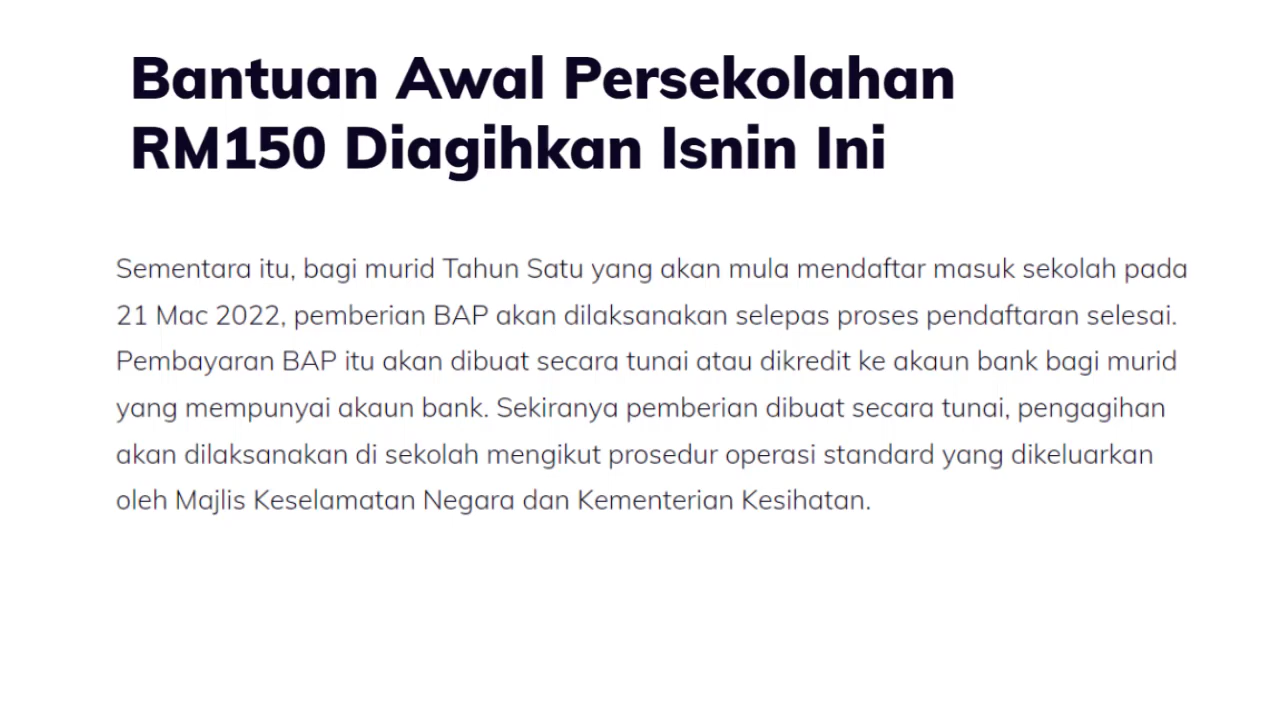 Bantuan Awal Persekolahan
RM150 Diagihkan Isnin Ini
Sementara itu, bagi murid Tahun Satu yang akan mula mendaftar masuk sekolah pada
21 Mac 2022, pemberian BAP akan dilaksanakan selepas proses pendaftaran selesai.
Pembayaran BAP itu akan dibuat secara tunai atau dikredit ke akaun bank bagi murid
yang mempunyai akaun bank. Sekiranya pemberian dibuat secara tunai, pengagihan
akan dilaksanakan di sekolah mengikut prosedur operasi standard yang dikeluarkan
oleh Majlis Keselamatan Negara dan Kementerian Kesihatan.